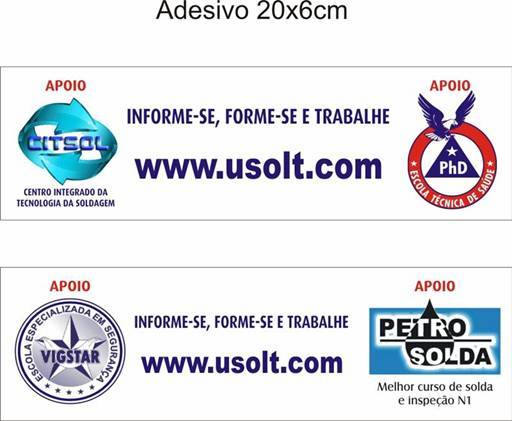 Adesivo 20x6cm
APOIO
CITSOL
CENTRO INTEGRADO DA
TECNOLOGIA DA SOLDAGEM
INFORME-SE, FORME-SE E TRABALHE
www.usolt.com
APOIO
PhD
ESCOLA TÉCNICA DE SAÚDE
APOIO
ESCOLA ESPECIALIZADA EM SEGURANÇA
VIGSTAR
INFORME-SE, FORME-SE E TRABALHE
www.usolt.com
APOIO
PETRO
SOLDA
Melhor curso de solda
e inspeção N1